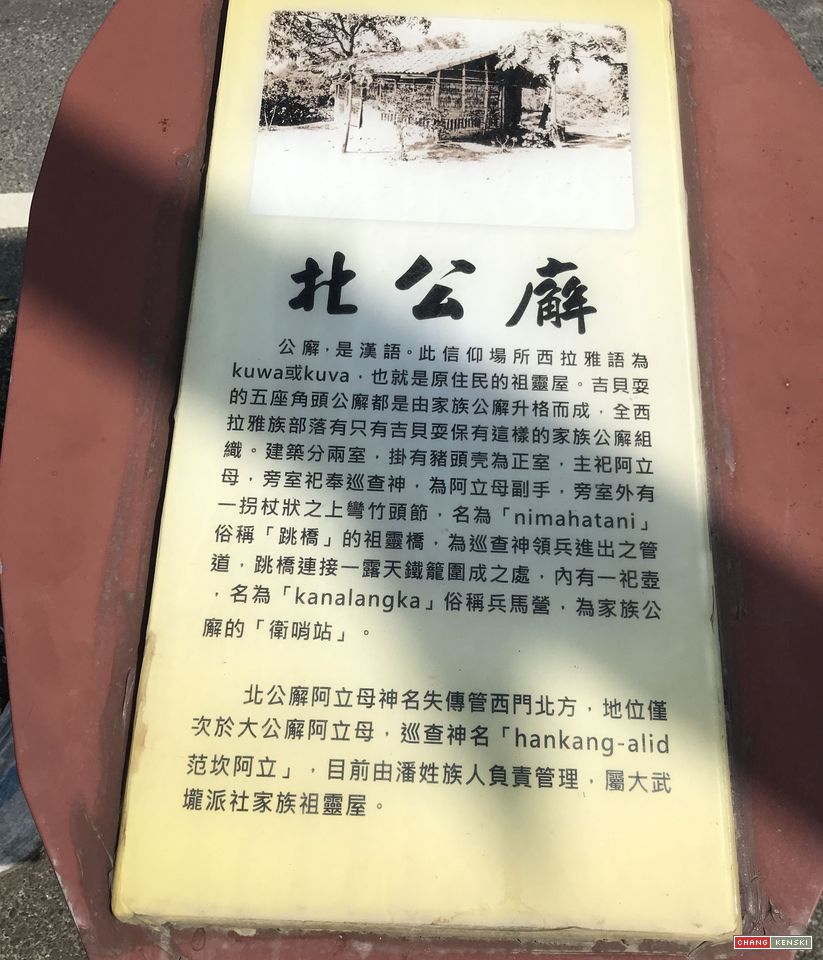 北公廨
公廨，是漢語。此信仰場所西拉雅語為
kuwa或kuva，也就是原住民的祖靈屋。吉貝耍
的五座角頭公廨都是由家族公廨升格而成，全西
拉雅族部落有只有吉貝耍保有這樣的家族公廨組
織。建築分兩室，掛有豬頭壳為正室，主祀阿立
母，旁室祀奉巡查神，為阿立母副手，旁室外有
一拐杖狀之上彎竹頭節，名為「nimahatani」
俗稱「跳橋」的祖靈橋，為巡查神領兵進出之管
道，跳橋連接一露天鐵籠圍成之處，內有一祀壺
，名為「kanalangka」俗稱兵馬營，為家族公
廨的「衛哨站」。
北公廨阿立母神名失傳管西門北方，地位僅
次於大公廨阿立母，巡查神名「hankang-alid
范坎阿立」，目前由潘姓族人負責管理，屬大武
壠派社家族祖靈屋。
CHANG KENSKI